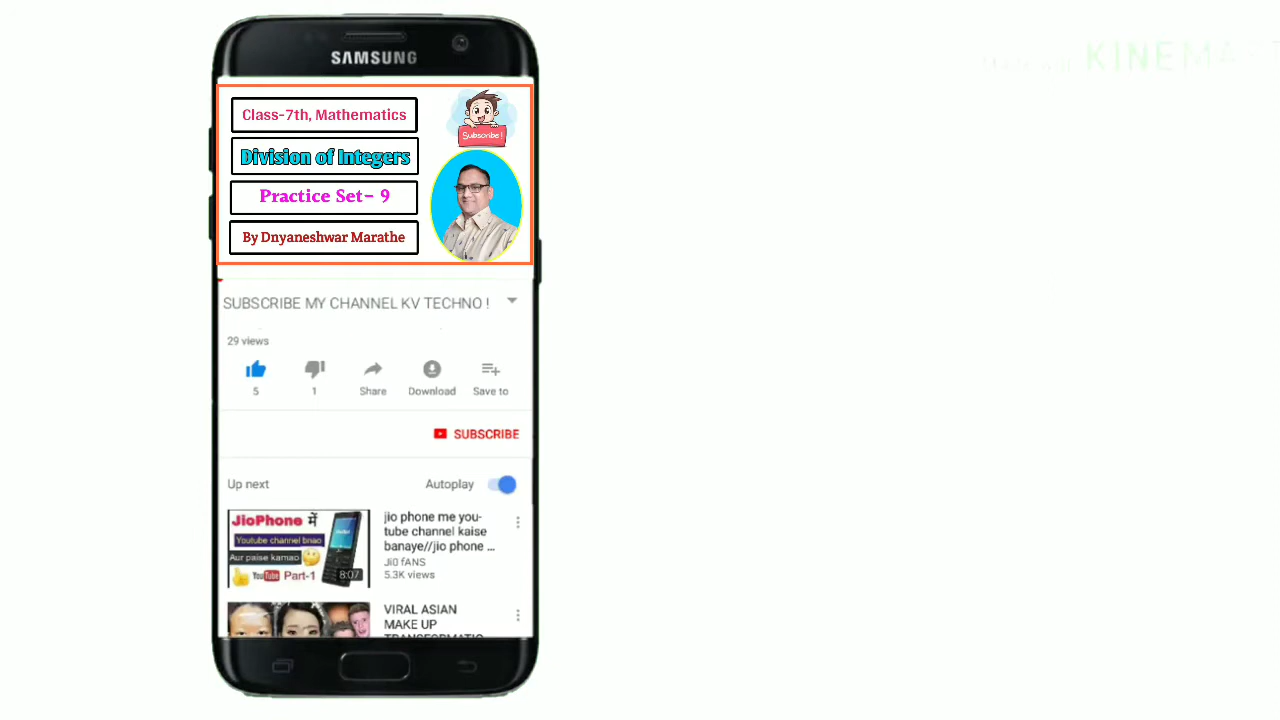 SAMSUNG
Class-7th, Mathematics
Division of Integers
Practice Set- 9
By Dnyaneshwar Marathe
Subscribe!
SUBSCRIBE MY CHANNEL KV TECHNO !
29 views
5
1
Share
Download
Save to
SUBSCRIBE
Up next
Autoplay
JioPhone में
Youtube channel bnao
Aur paise kamao
YouTube Part-1
8:07
jio phone me you-
tube channel kaise
banaye//jio phone ...
Ji0 fANS
5.3K views
VIRAL ASIAN
MAKE UP
KINEMA